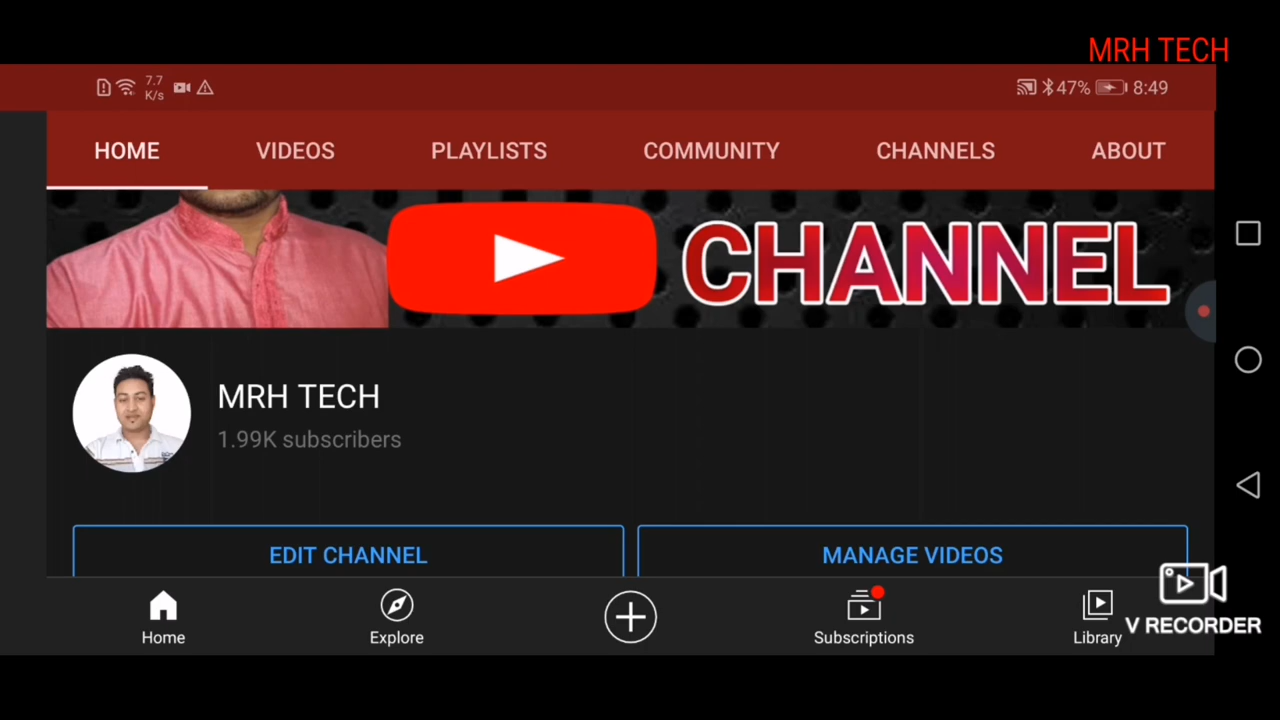 MRH TECH
7.7
K/s
47%
8:49
HOME
VIDEOS
PLAYLISTS
COMMUNITY
CHANNELS
ABOUT
CHANNEL
MRH TECH
1.99K subscribers
EDIT CHANNEL
MANAGE VIDEOS
Home
Explore
Subscriptions
Library
V RECORDER